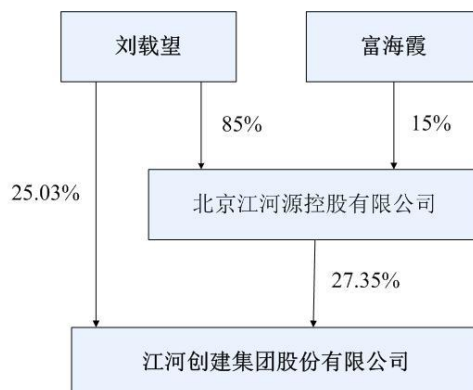 刘载望
富海霞
85%
15%
25.03%
北京江河源控股有限公司
27.35%
江河创建集团股份有限公司